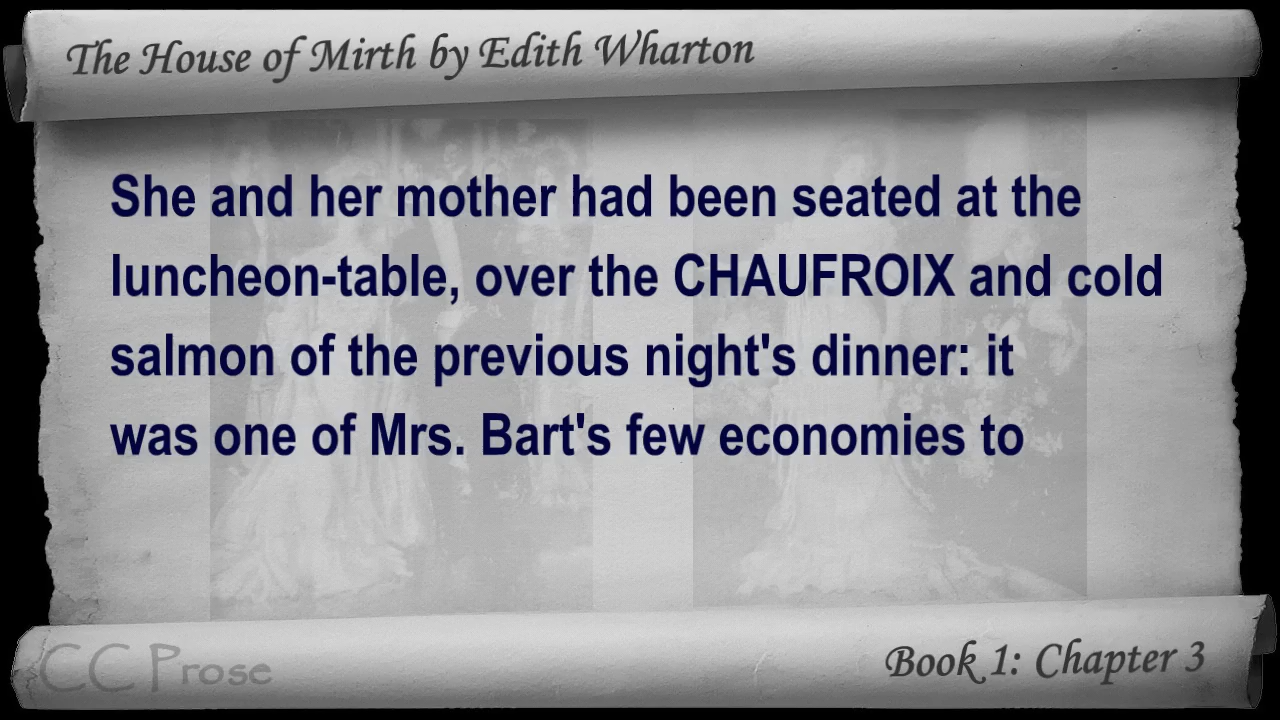 The House of Mirth by Edith Wharton
She and her mother had been seated at the
luncheon-table, over the CHAUFROIX and cold
salmon of the previous night's dinner: it
was one of Mrs. Bart's few economies to
CC Prose
Book 1: Chapter 3